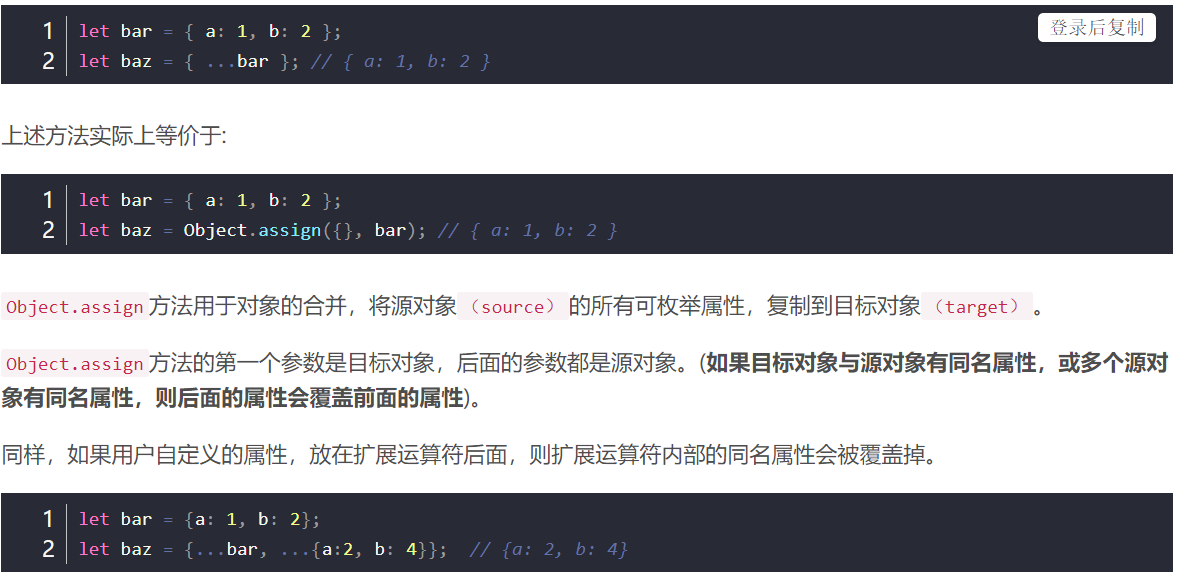 1 let bar = { a: 1, b: 2 }; 登录后复制
2 let baz = { ...bar }; // { a: 1, b: 2 }
上述方法实际上等价于:
1 let bar = { a: 1, b: 2 };
2 let baz = Object.assign({}, bar); // { a: 1, b: 2 }
Object.assign方法用于对象的合并，将源对象（source）的所有可枚举属性，复制到目标对象（target）。
Object.assign方法的第一个参数是目标对象，后面的参数都是源对象。(如果目标对象与源对象有同名属性，或多个源对
象有同名属性，则后面的属性会覆盖前面的属性)。
同样，如果用户自定义的属性，放在扩展运算符后面，则扩展运算符内部的同名属性会被覆盖掉。
1 let bar = {a: 1, b: 2};
2 let baz = {...bar, ...{a:2, b: 4}};  // {a: 2, b: 4}